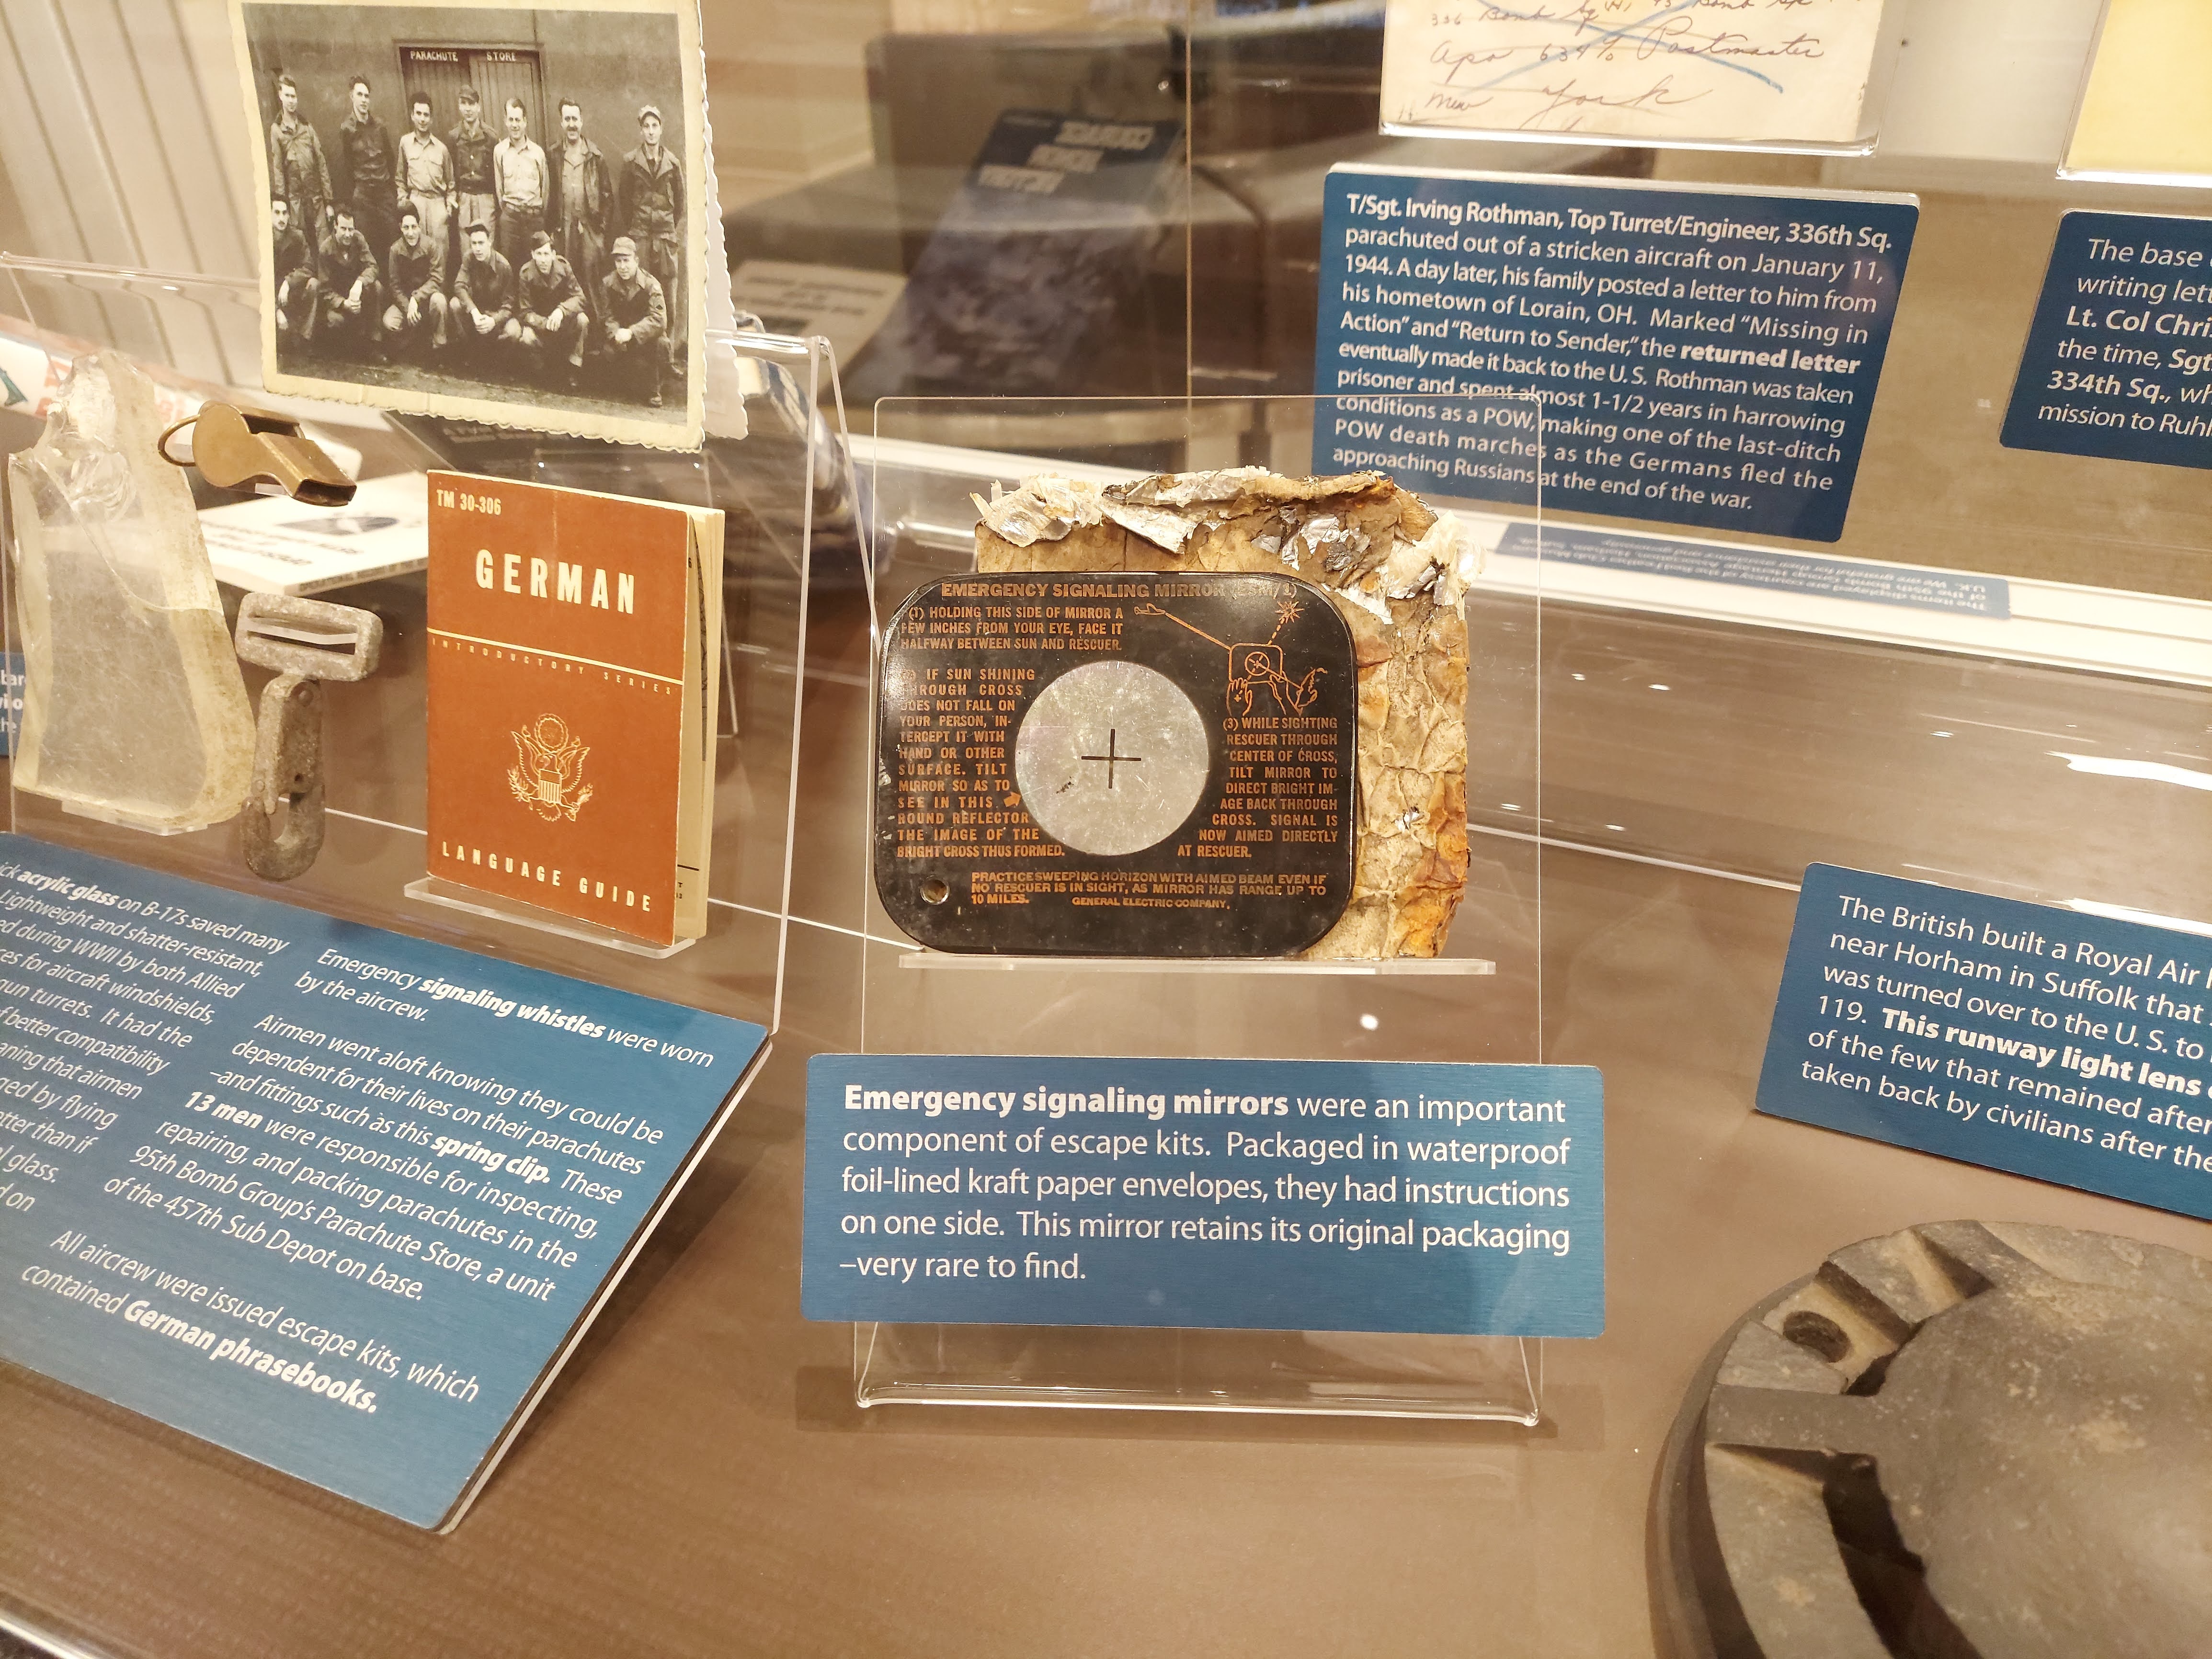 PARACHUTE STORE
336 Bomb Sq (H) 95 Bomb Gp
Apo 634 % Postmaster
New York
T/Sgt. Irving Rothman, Top Turret/Engineer, 336th Sq.
parachuted out of a stricken aircraft on January 11,
1944. A day later, his family posted a letter to him from
his hometown of Lorain, OH. Marked "Missing in
Action" and "Return to Sender," the returned letter
eventually made it back to the U.S. Rothman was taken
prisoner and spent almost 1-1/2 years in harrowing
conditions as a POW, making one of the last-ditch
POW death marches as the Germans fled the
approaching Russians at the end of the war.
The base
writing
Lt. Col
the time,
334th Sq.,
mission to
TM 30-306
GERMAN
INTRODUCTORY SERIES
LANGUAGE GUIDE
EMERGENCY SIGNALING MIRROR (ESM/1)
(1) HOLDING THIS SIDE OF MIRROR A
FEW INCHES FROM YOUR EYE, FACE IT
HALFWAY BETWEEN SUN AND RESCUER.
IF SUN SHINING
THROUGH CROSS
DOES NOT FALL ON
YOUR PERSON, IN-
TERCEPT IT WITH
HAND OR OTHER
SURFACE. TILT
MIRROR SO AS TO
SEE IN THIS
ROUND REFLECTOR
THE IMAGE OF THE
BRIGHT CROSS THUS FORMED.
(3) WHILE SIGHTING
RESCUER THROUGH
CENTER OF CROSS,
TILT MIRROR TO
DIRECT BRIGHT IM-
AGE BACK THROUGH
CROSS. SIGNAL IS
NOW AIMED DIRECTLY
AT RESCUER.
PRACTICE SWEEPING HORIZON WITH AIMED BEAM EVEN IF
NO RESCUER IS IN SIGHT, AS MIRROR HAS RANGE UP TO
10 MILES. GENERAL ELECTRIC COMPANY.
acrylic glass on B-17s saved many
Lightweight and shatter-resistant,
during WWII by both Allied
for aircraft windshields,
gun turrets. It had the
better compatibility
that airmen
by flying
than if
glass.
on
Emergency signaling whistles were worn
by the aircrew.
Airmen went aloft knowing they could be
dependent for their lives on their parachutes
–and fittings such as this spring clip. These
13 men were responsible for inspecting,
repairing, and packing parachutes in the
95th Bomb Group's Parachute Store, a unit
of the 457th Sub Depot on base.
All aircrew were issued escape kits, which
contained German phrasebooks.
Emergency signaling mirrors were an important
component of escape kits. Packaged in waterproof
foil-lined kraft paper envelopes, they had instructions
on one side. This mirror retains its original packaging
–very rare to find.
The British built a Royal Air
near Horham in Suffolk that
was turned over to the U. S. to
119. This runway light lens
of the few that remained after
taken back by civilians after the